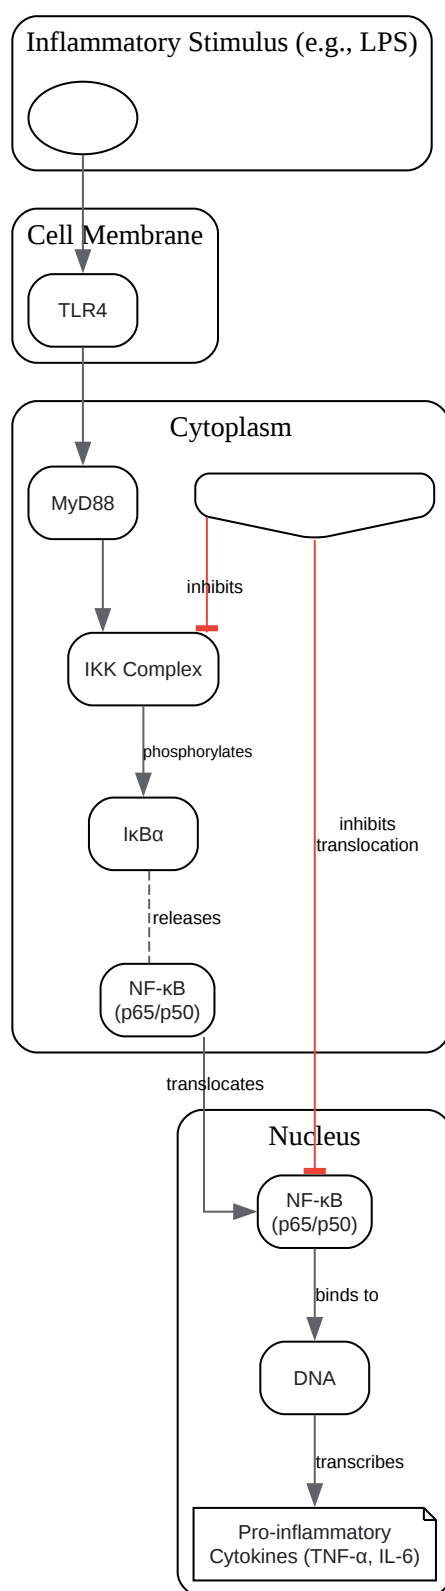 Inflammatory Stimulus (e.g., LPS)
Cell Membrane
TLR4
Cytoplasm
MyD88
inhibits
IKK Complex
phosphorylates
IκBα
inhibits
translocation
releases
NF-κB
(p65/p50)
translocates
Nucleus
NF-κB
(p65/p50)
binds to
DNA
transcribes
Pro-inflammatory
Cytokines (TNF-α, IL-6)